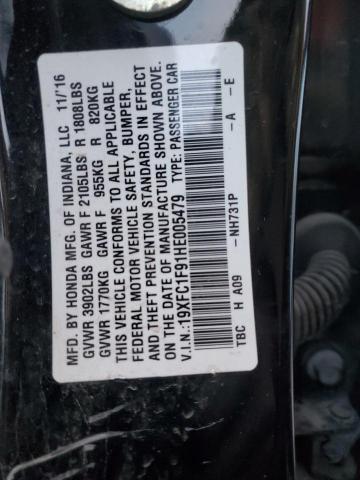 MFD. BY HONDA MFG. OF INDIANA, LLC 11/'16
GVWR 3902LBS GAWR F 2105LBS R 1808LBS
GVWR 1770KG GAWR F 955KG R 820KG
THIS VEHICLE CONFORMS TO ALL APPLICABLE
FEDERAL MOTOR VEHICLE SAFETY, BUMPER,
AND THEFT PREVENTION STANDARDS IN EFFECT
ON THE DATE OF MANUFACTURE SHOWN ABOVE.
V.I.N.:19XFC1F91HE005479 TYPE: PASSENGER CAR
TBC H A09 -NH731P -A -E